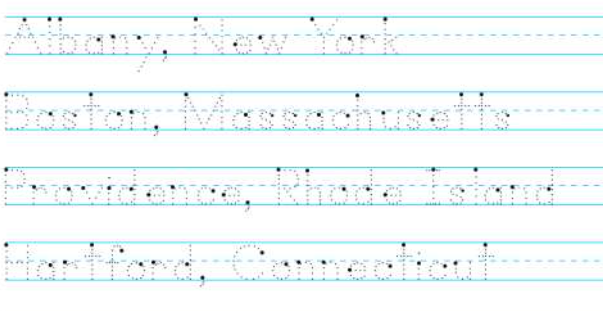 Albany, New York
Boston, Massachusetts
Providence, Rhode Island
Hartford, Connecticut